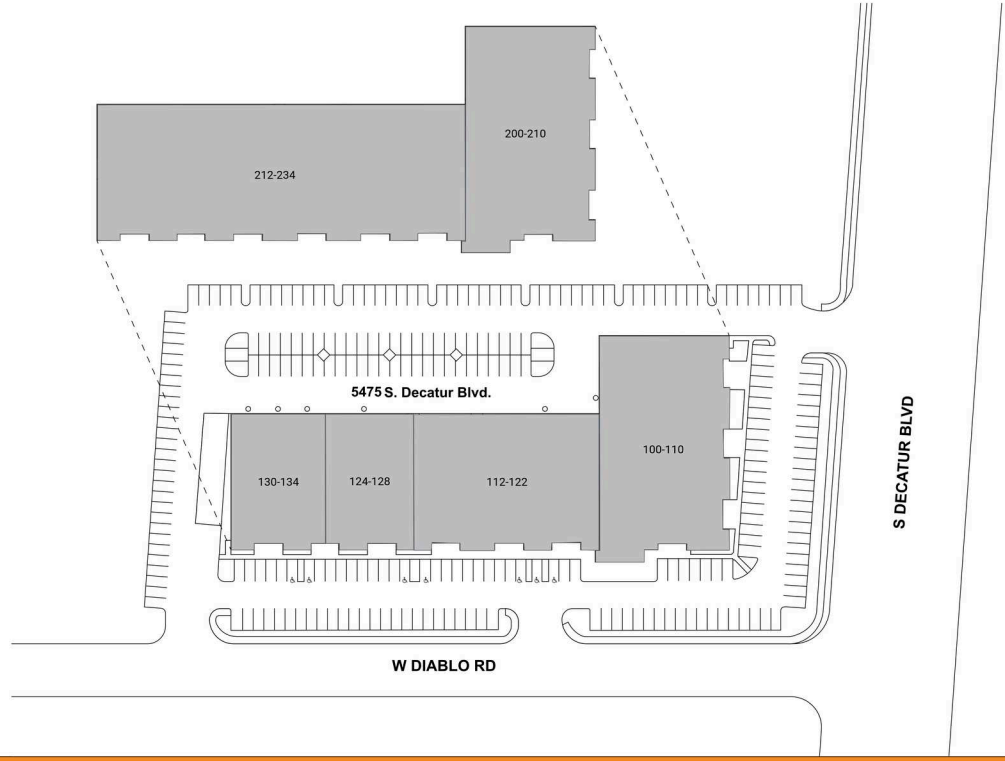 200-210
212-234
5475 S. Decatur Blvd.
100-110
130-134
124-128
112-122
S DECATUR BLVD
W DIABLO RD